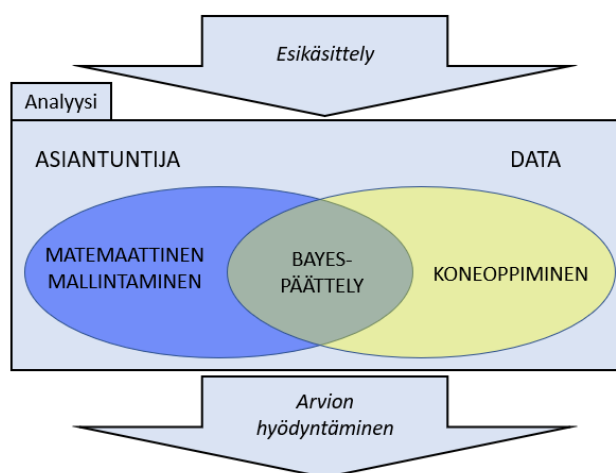 Esikäsittely
Analyysi
ASIANTUNTIJA
DATA
MATEMAATTINEN
MALLINTAMINEN
BAYES-
PÄÄTTELY
KONEOPPIMINEN
Arvion
hyödyntäminen